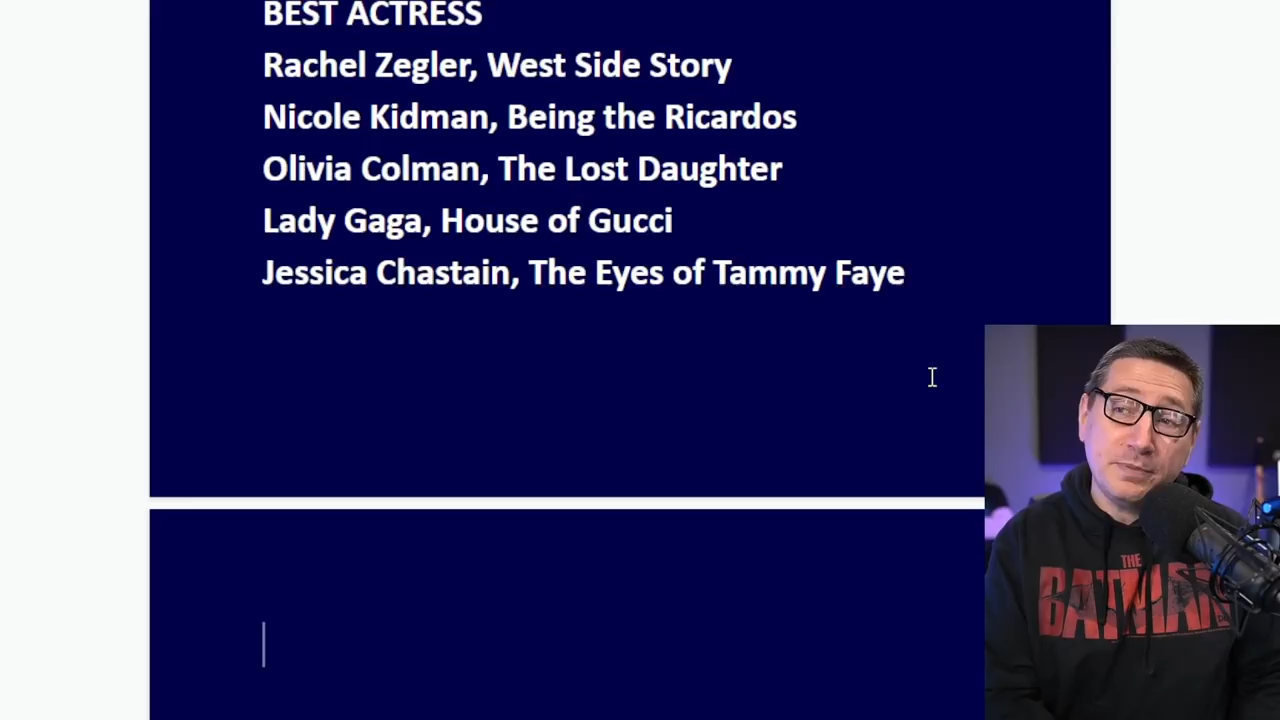 BEST ACTRESS
Rachel Zegler, West Side Story
Nicole Kidman, Being the Ricardos
Olivia Colman, The Lost Daughter
Lady Gaga, House of Gucci
Jessica Chastain, The Eyes of Tammy Faye
THE
BATMAN